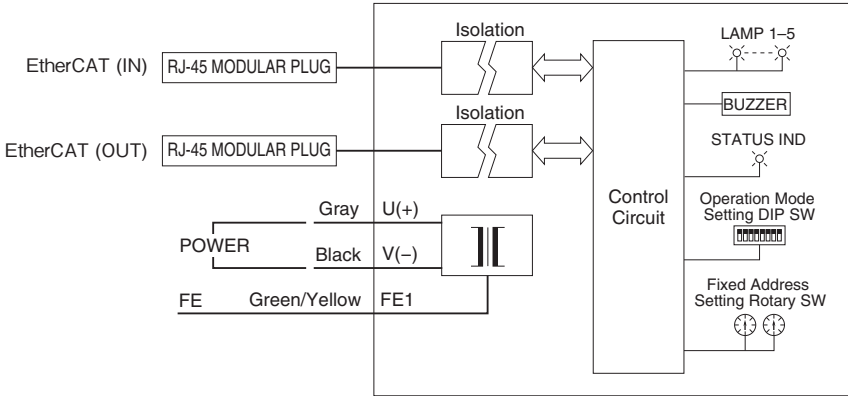 Isolation
LAMP 1–5
EtherCAT (IN)
RJ-45 MODULAR PLUG
BUZZER
Isolation
STATUS IND
EtherCAT (OUT)
RJ-45 MODULAR PLUG
Control
Circuit
Operation Mode
Setting DIP SW
Gray
U(+)
POWER
Black
V(−)
Fixed Address
Setting Rotary SW
FE
Green/Yellow
FE1